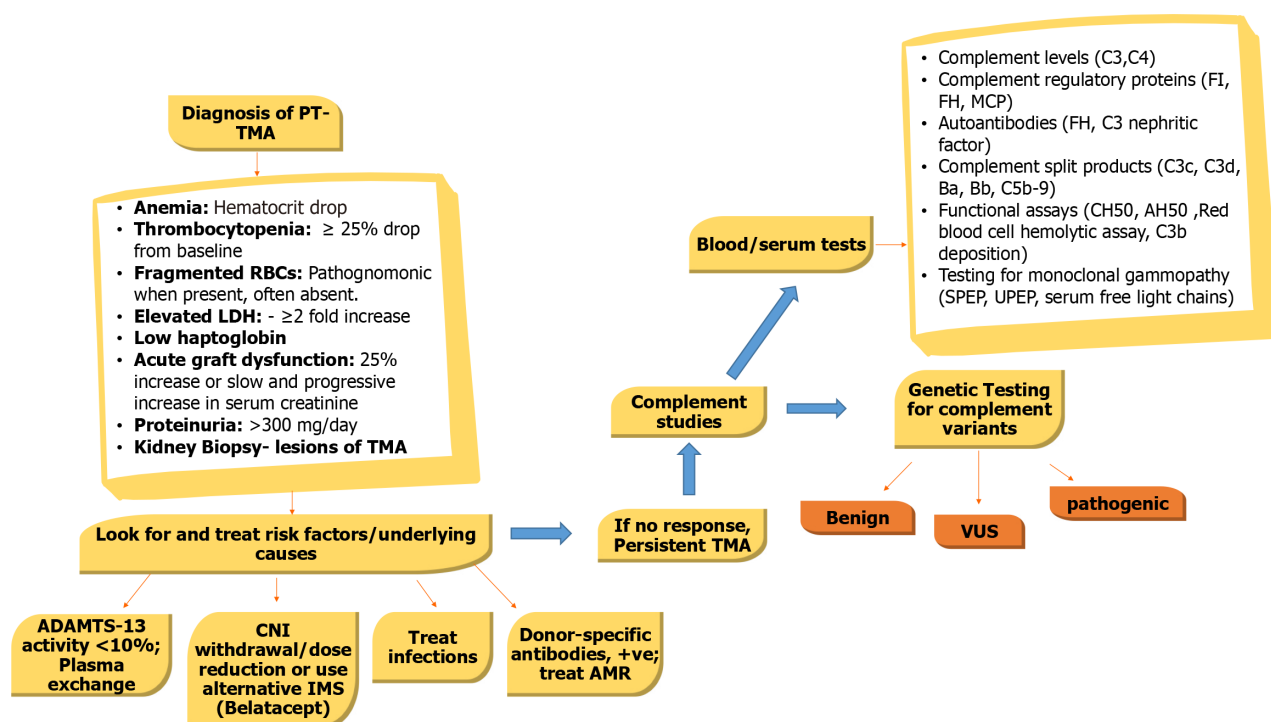 Diagnosis of PT-
TMA
• Anemia: Hematocrit drop
• Thrombocytopenia: ≥ 25% drop
from baseline
• Fragmented RBCs: Pathognomonic
when present, often absent.
• Elevated LDH: - ≥2 fold increase
• Low haptoglobin
• Acute graft dysfunction: 25%
increase or slow and progressive
increase in serum creatinine
• Proteinuria: >300 mg/day
• Kidney Biopsy- lesions of TMA
Look for and treat risk factors/underlying
causes
ADAMTS-13
activity <10%;
Plasma
exchange
CNI
withdrawal/dose
reduction or use
alternative IMS
(Belatacept)
Treat
infections
Donor-specific
antibodies, +ve;
treat AMR
If no response,
Persistent TMA
Complement
studies
Blood/serum tests
• Complement levels (C3,C4)
• Complement regulatory proteins (FI,
FH, MCP)
• Autoantibodies (FH, C3 nephritic
factor)
• Complement split products (C3c, C3d,
Ba, Bb, C5b-9)
• Functional assays (CH50, AH50 ,Red
blood cell hemolytic assay, C3b
deposition)
• Testing for monoclonal gammopathy
(SPEP, UPEP, serum free light chains)
Genetic Testing
for complement
variants
Benign
VUS
pathogenic